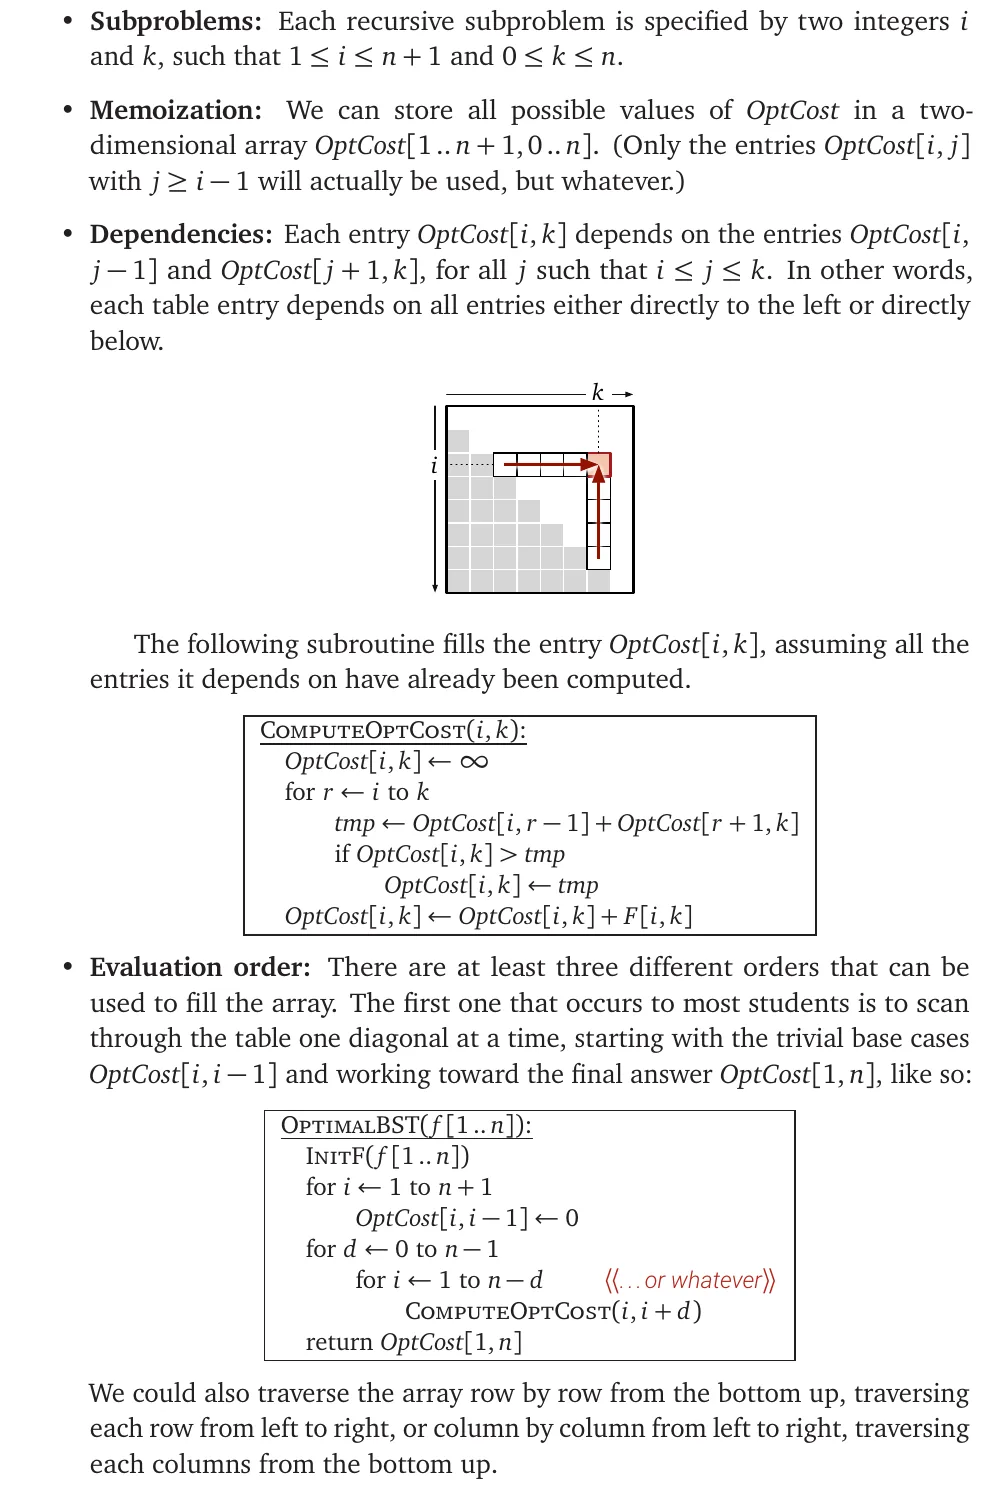 • Subproblems: Each recursive subproblem is specified by two integers i
and k, such that 1 ≤ i ≤ n + 1 and 0 ≤ k ≤ n.
• Memoization: We can store all possible values of OptCost in a two-
dimensional array OptCost[1 .. n + 1, 0 .. n]. (Only the entries OptCost[i, j]
with j ≥ i − 1 will actually be used, but whatever.)
• Dependencies: Each entry OptCost[i, k] depends on the entries OptCost[i,
j − 1] and OptCost[j + 1, k], for all j such that i ≤ j ≤ k. In other words,
each table entry depends on all entries either directly to the left or directly
below.
k
i
The following subroutine fills the entry OptCost[i, k], assuming all the
entries it depends on have already been computed.
COMPUTEOPTCOST(i, k):
OptCost[i, k] ← ∞
for r ← i to k
tmp ← OptCost[i, r − 1] + OptCost[r + 1, k]
if OptCost[i, k] > tmp
OptCost[i, k] ← tmp
OptCost[i, k] ← OptCost[i, k] + F[i, k]
• Evaluation order: There are at least three different orders that can be
used to fill the array. The first one that occurs to most students is to scan
through the table one diagonal at a time, starting with the trivial base cases
OptCost[i, i − 1] and working toward the final answer OptCost[1, n], like so:
OPTIMALBST(f[1 .. n]):
INITF(f[1 .. n])
for i ← 1 to n + 1
OptCost[i, i − 1] ← 0
for d ← 0 to n − 1
for i ← 1 to n − d ⟪. . . or whatever⟫
COMPUTEOPTCOST(i, i + d)
return OptCost[1, n]
We could also traverse the array row by row from the bottom up, traversing
each row from left to right, or column by column from left to right, traversing
each columns from the bottom up.